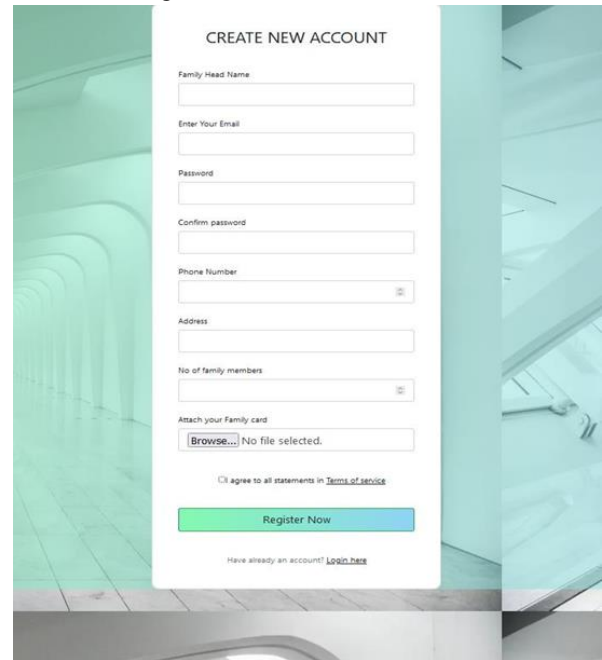 CREATE NEW ACCOUNT
Family Head Name
Enter Your Email
Password
Confirm password
Phone Number
Address
No of family members
Attach your Family card
Browse... No file selected.
I agree to all statements in Terms of service
Register Now
Have already an account? Login here